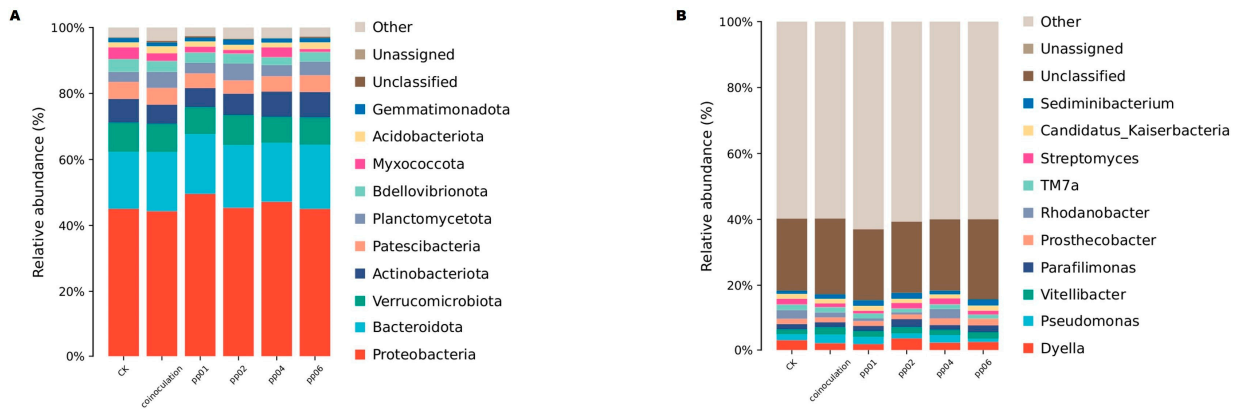 A
Relative abundance (%)
100%
80%
60%
40%
20%
0%
CK
coinoculation
pp01
pp02
pp04
pp06
Other
Unassigned
Unclassified
Gemmatimonadota
Acidobacteriota
Myxococcota
Bdellovibrionota
Planctomycetota
Patescibacteria
Actinobacteriota
Verrucomicrobiota
Bacteroidota
Proteobacteria
B
Relative abundance (%)
100%
80%
60%
40%
20%
0%
CK
coinoculation
pp01
pp02
pp04
pp06
Other
Unassigned
Unclassified
Sediminibacterium
Candidatus_Kaiserbacteria
Streptomyces
TM7a
Rhodanobacter
Prosthecobacter
Parafilimonas
Vitellibacter
Pseudomonas
Dyella